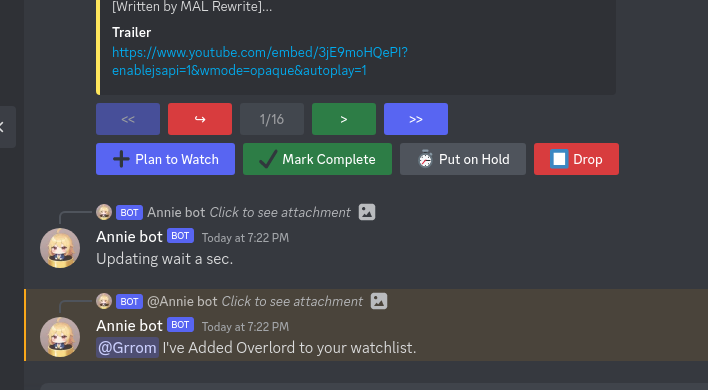 [Written by MAL Rewrite]...
Trailer
https://www.youtube.com/embed/3jE9moHQePI?
enablejsapi=1&wmode=opaque&autoplay=1
<< ↪ 1/16 > >>
Plan to Watch Mark Complete Put on Hold Drop
BOT Annie bot Click to see attachment
Annie bot BOT Today at 7:22 PM
Updating wait a sec.
BOT @Annie bot Click to see attachment
Annie bot BOT Today at 7:22 PM
@Grrom I've Added Overlord to your watchlist.